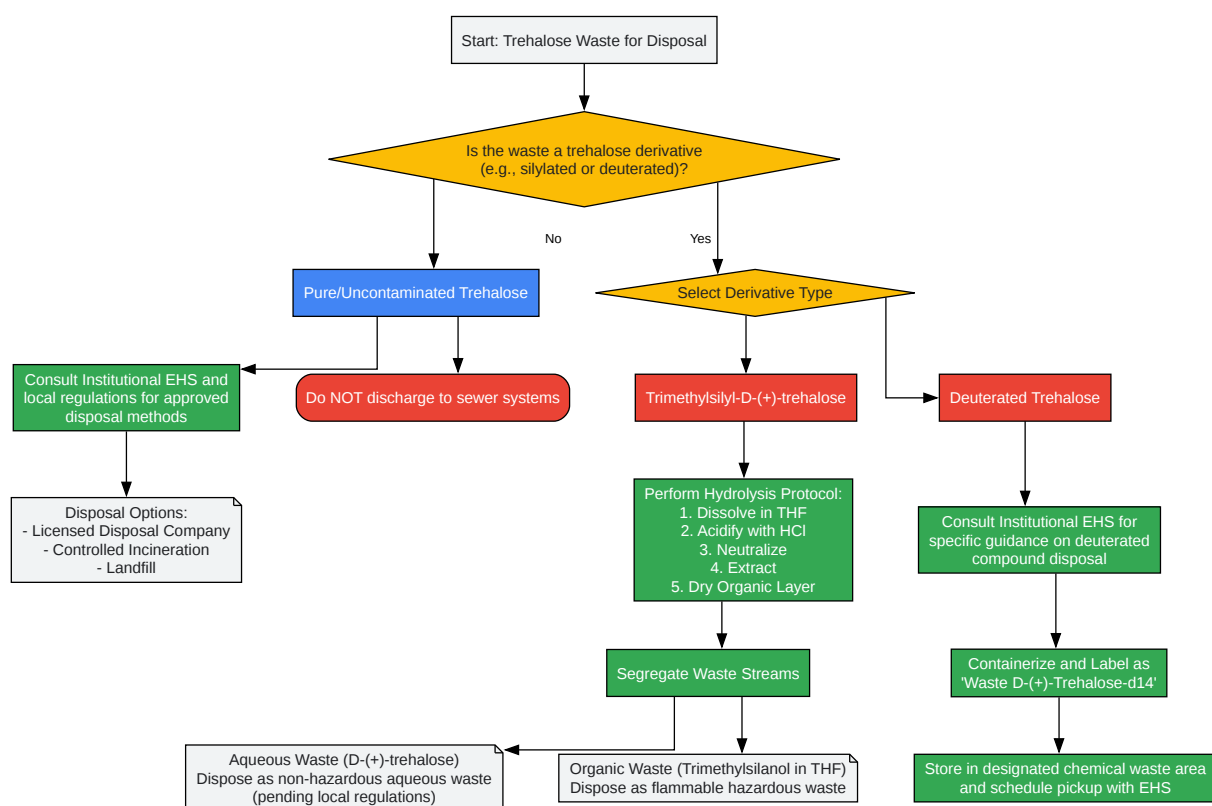 Start: Trehalose Waste for Disposal
Is the waste a trehalose derivative
(e.g., silylated or deuterated)?
No
Yes
Pure/Uncontaminated Trehalose
Select Derivative Type
Consult Institutional EHS and
local regulations for approved
disposal methods
Do NOT discharge to sewer systems
Trimethylsilyl-D-(+)-trehalose
Deuterated Trehalose
Disposal Options:
- Licensed Disposal Company
- Controlled Incineration
- Landfill
Perform Hydrolysis Protocol:
1. Dissolve in THF
2. Acidify with HCl
3. Neutralize
4. Extract
5. Dry Organic Layer
Consult Institutional EHS for
specific guidance on deuterated
compound disposal
Segregate Waste Streams
Containerize and Label as
'Waste D-(+)-Trehalose-d14'
Aqueous Waste (D-(+)-trehalose)
Dispose as non-hazardous aqueous waste
(pending local regulations)
Organic Waste (Trimethylsilanol in THF)
Dispose as flammable hazardous waste
Store in designated chemical waste area
and schedule pickup with EHS